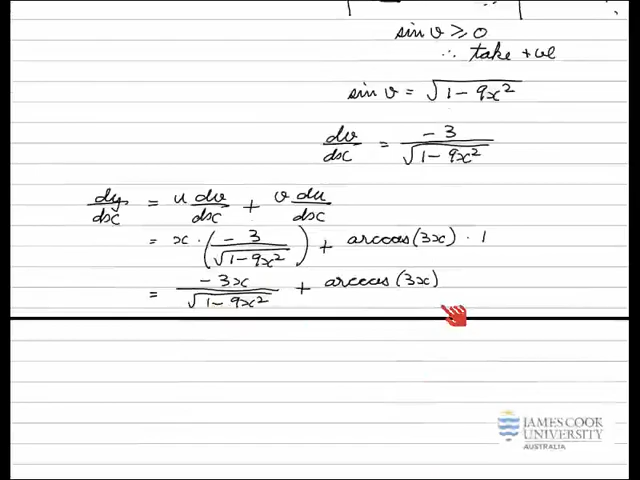 sin v ≥ 0
∴ take +ve
sin v = √(1 - 9x²)
dv/dx = -3/√(1 - 9x²)
dy/dx = u dv/dx + v du/dx
= x · (-3/√(1 - 9x²)) + arccos(3x) · 1
= -3x/√(1 - 9x²) + arccos(3x)
JAMES COOK
UNIVERSITY
AUSTRALIA